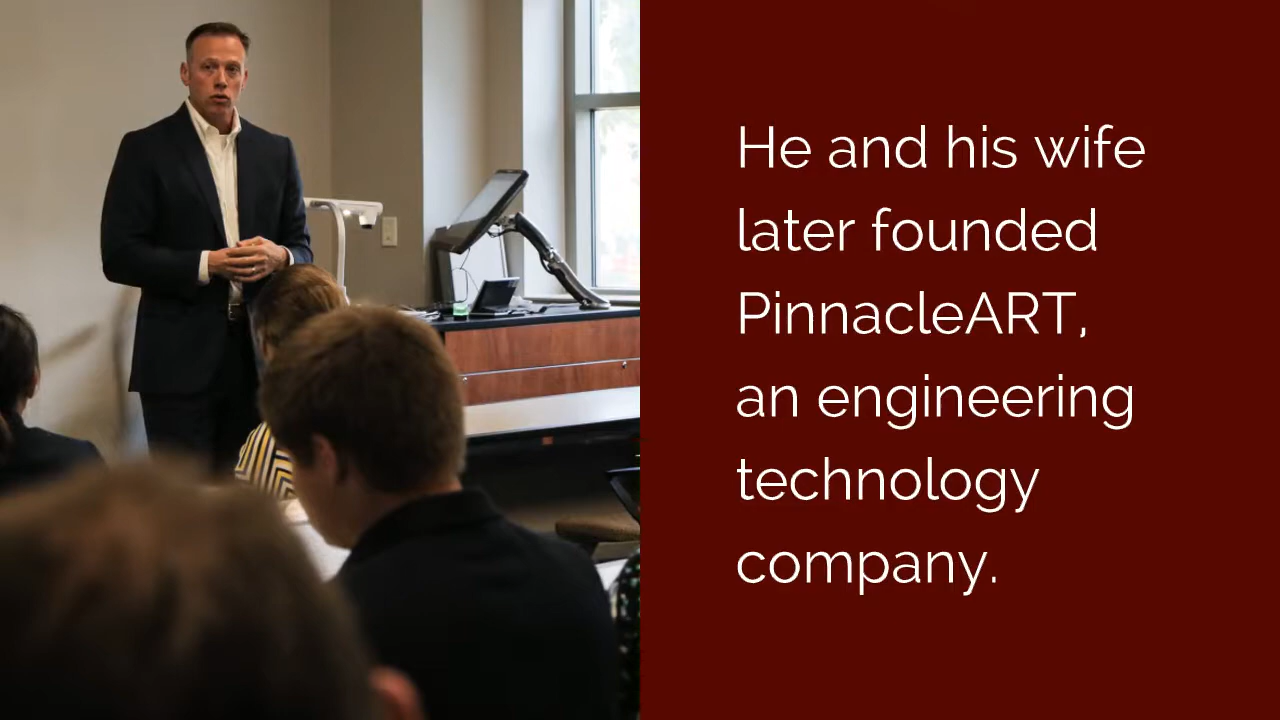 He and his wife
later founded
PinnacleART,
an engineering
technology
company.